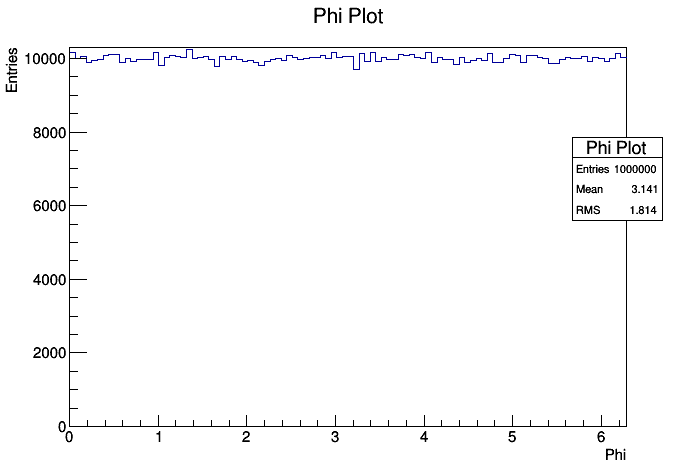 Phi Plot
Entries
10000
8000
6000
4000
2000
0
0 1 2 3 4 5 6
Phi
Phi Plot
Entries 1000000
Mean 3.141
RMS 1.814